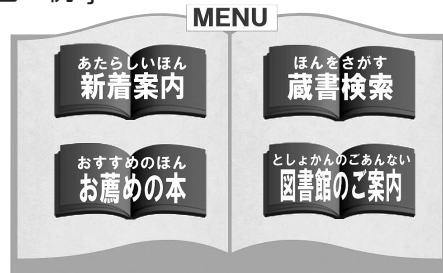 MENU
あたらしいほん
新着案内
ほんをさがす
蔵書検索
おすすめのほん
お薦めの本
としょかんのごあんない
図書館のご案内